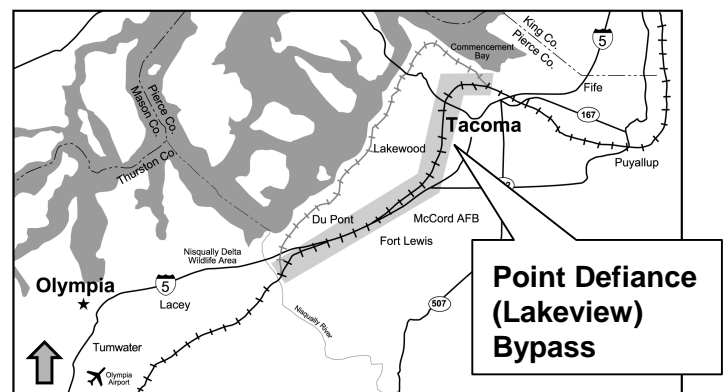 King Co.
Pierce Co.
Commencement
Bay
5
Fife
Pierce Co.
Mason Co.
167
Tacoma
Lakewood
Puyallup
Thurston Co.
Du Pont
McCord AFB
Fort Lewis
Nisqually Delta
Wildlife Area
Olympia
5
Lacey
Point Defiance
(Lakeview)
Bypass
507
Nisqually River
Tumwater
Olympia
Airport